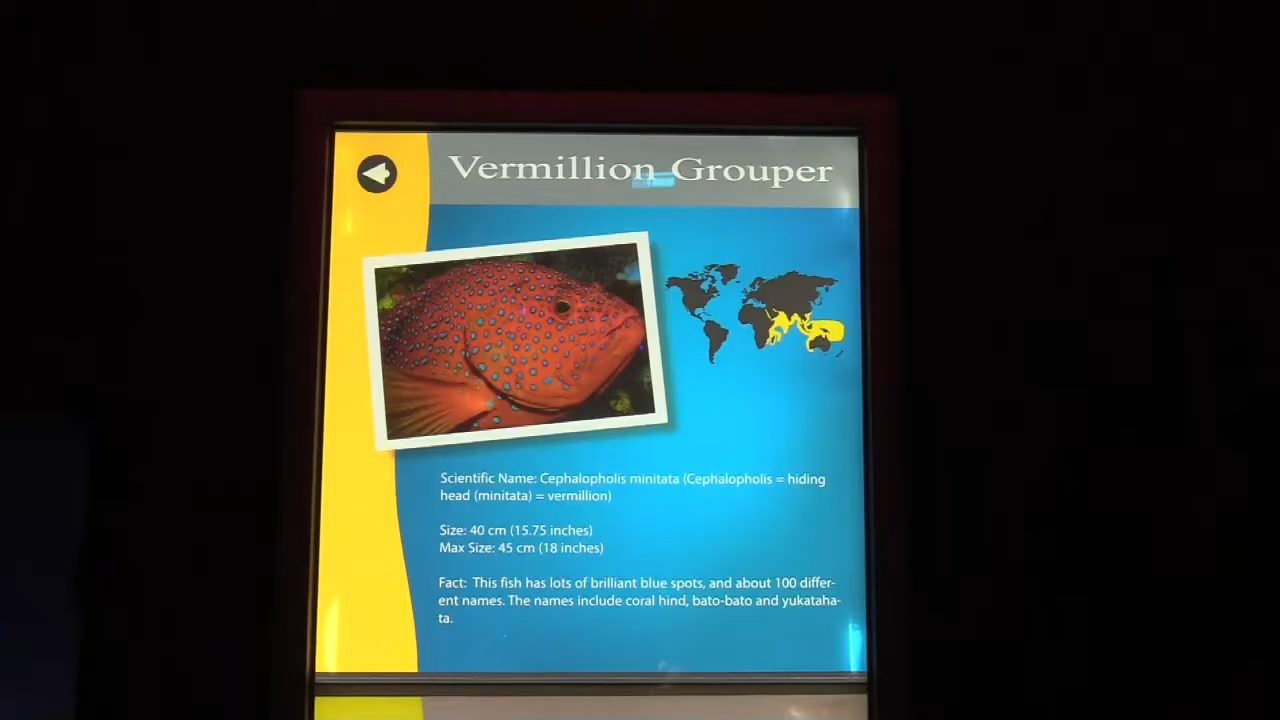 Vermillion Grouper
Scientific Name: Cephalopholis minitata (Cephalopholis = hiding
head (minitata) = vermillion)
Size: 40 cm (15.75 inches)
Max Size: 45 cm (18 inches)
Fact: This fish has lots of brilliant blue spots, and about 100 differ-
ent names. The names include coral hind, bato-bato and yukataha-
ta.